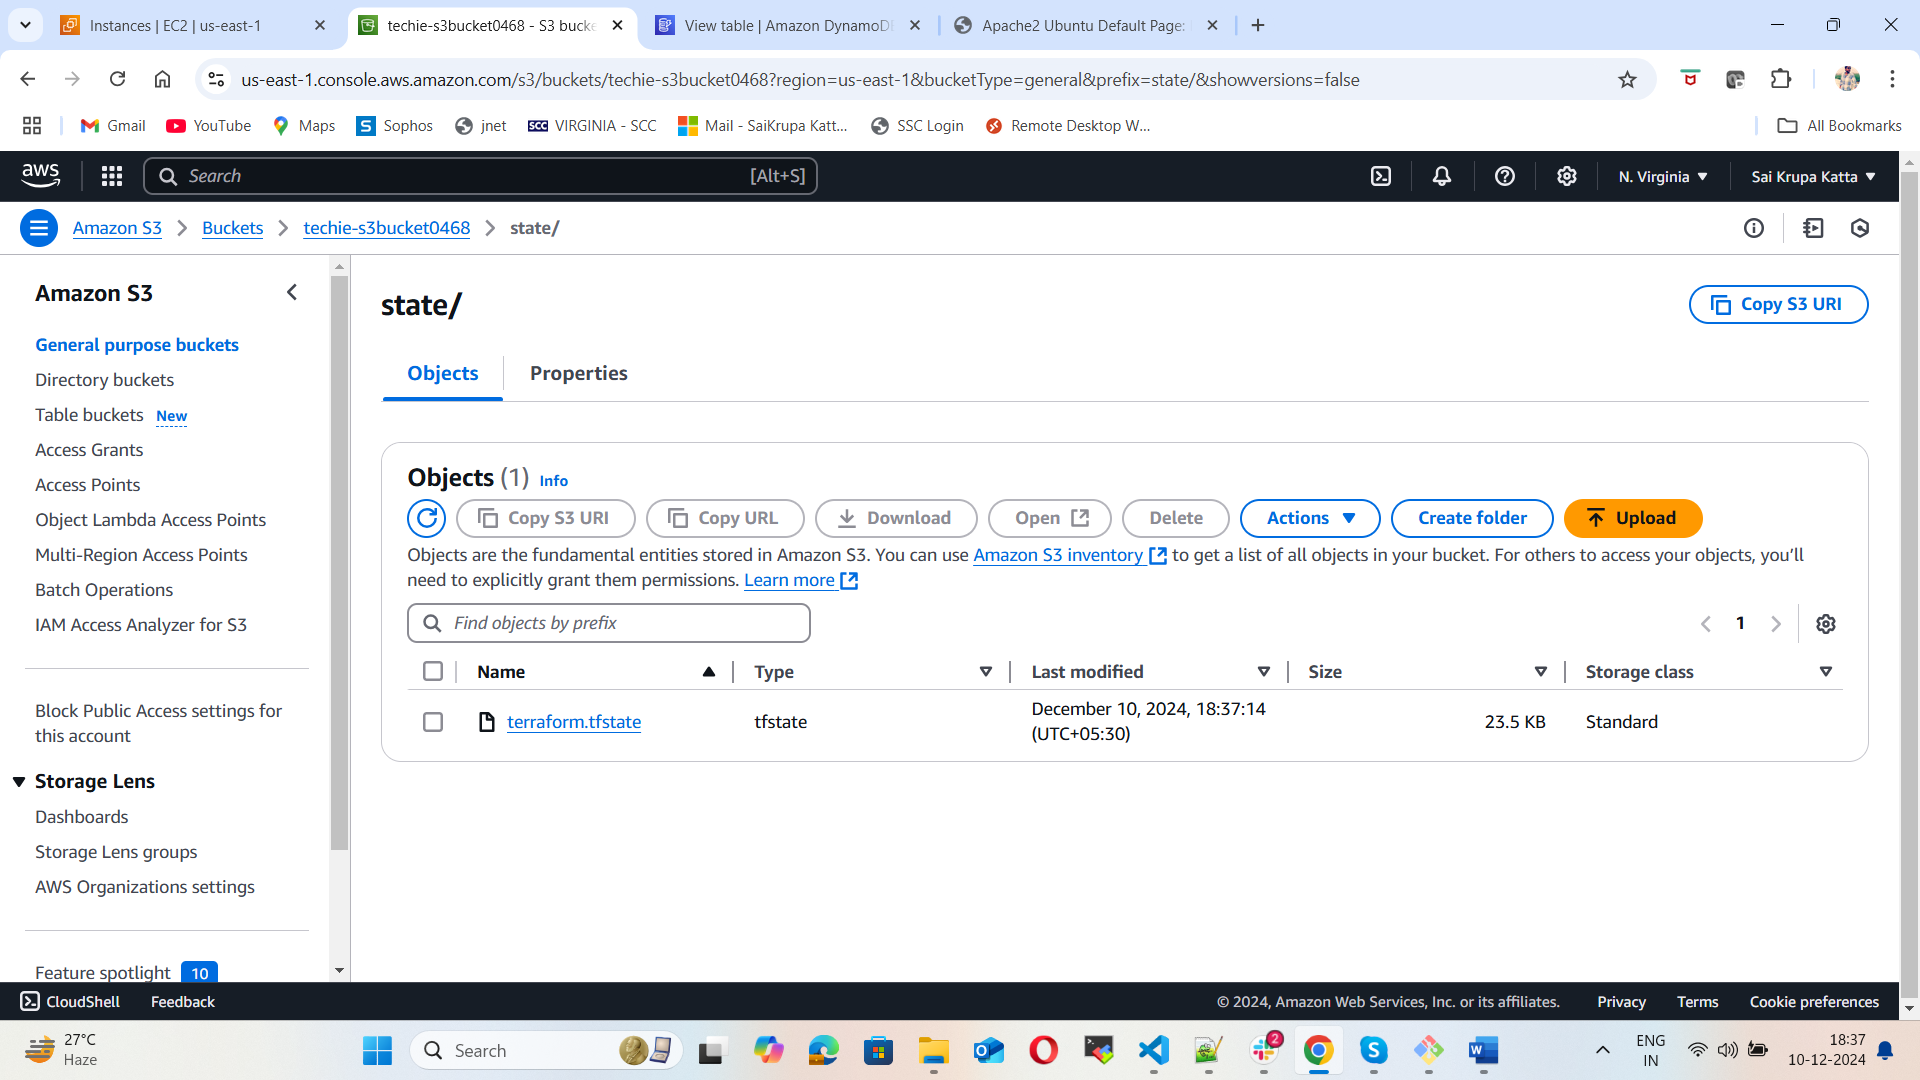 Instances | EC2 | us-east-1
techie-s3bucket0468 - S3 bucke
View table | Amazon DynamoD
Apache2 Ubuntu Default Page:
us-east-1.console.aws.amazon.com/s3/buckets/techie-s3bucket0468?region=us-east-1&bucketType=general&prefix=state/&showversions=false
Gmail YouTube Maps Sophos jnet VIRGINIA - SCC Mail - SaiKrupa Katt... SSC Login Remote Desktop W... All Bookmarks
aws Search [Alt+S] N. Virginia Sai Krupa Katta
Amazon S3 Buckets techie-s3bucket0468 state/
Amazon S3
General purpose buckets
Directory buckets
Table buckets New
Access Grants
Access Points
Object Lambda Access Points
Multi-Region Access Points
Batch Operations
IAM Access Analyzer for S3
Block Public Access settings for
this account
Storage Lens
Dashboards
Storage Lens groups
AWS Organizations settings
Feature spotlight 10
state/
Copy S3 URI
Objects Properties
Objects (1) Info
Copy S3 URI Copy URL Download Open Delete Actions Create folder Upload
Objects are the fundamental entities stored in Amazon S3. You can use Amazon S3 inventory to get a list of all objects in your bucket. For others to access your objects, you’ll
need to explicitly grant them permissions. Learn more
Find objects by prefix
1
Name Type Last modified Size Storage class
terraform.tfstate tfstate December 10, 2024, 18:37:14 23.5 KB Standard
(UTC+05:30)
CloudShell Feedback © 2024, Amazon Web Services, Inc. or its affiliates. Privacy Terms Cookie preferences
27°C
Haze
Search
2
ENG
IN
18:37
10-12-2024